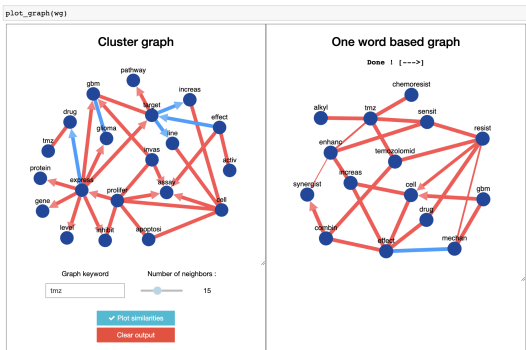 plot_graph(wg)
Cluster graph
One word based graph
Done ! [--->]
pathway
gbm
increas
target
drug
effect
glioma
line
tmz
invas
activ
protein
express
assay
prolifer
gene
cell
level
inhibit
apoptosi
chemoresist
alkyl
tmz
sensit
resist
enhanc
temozolomid
increas
synergist
cell
gbm
drug
combin
effect
mechan
Graph keyword
Number of neighbors :
tmz
15
✔ Plot similarities
Clear output